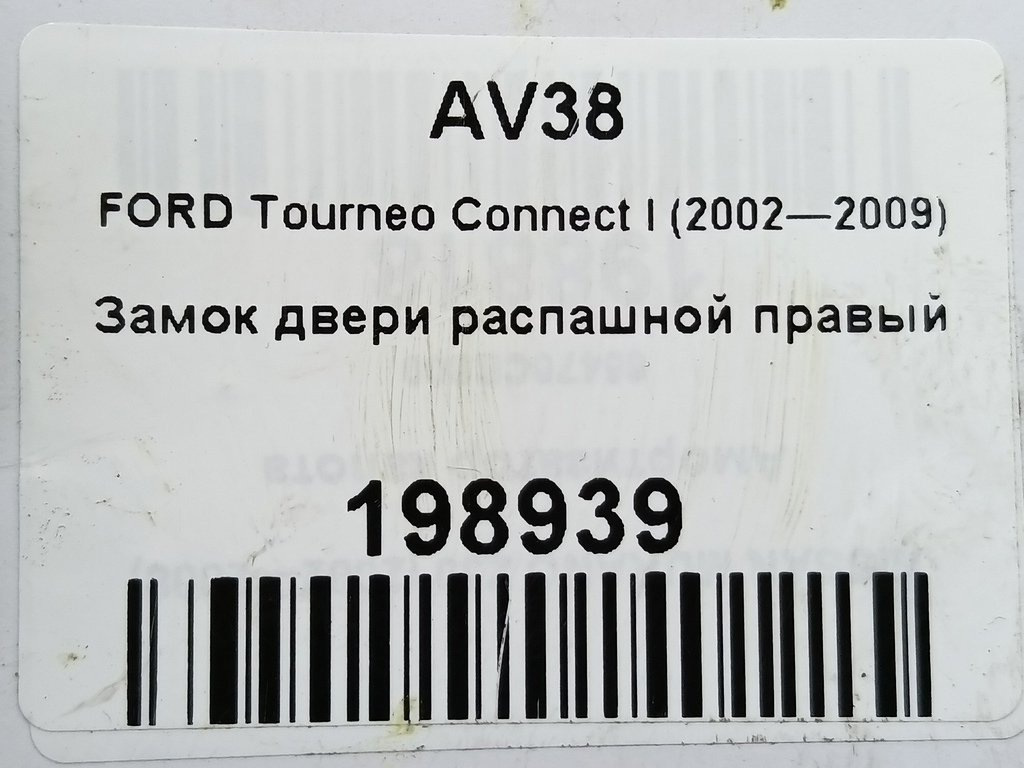 AV38
FORD Tourneo Connect I (2002—2009)
Замок двери распашной правый
198939